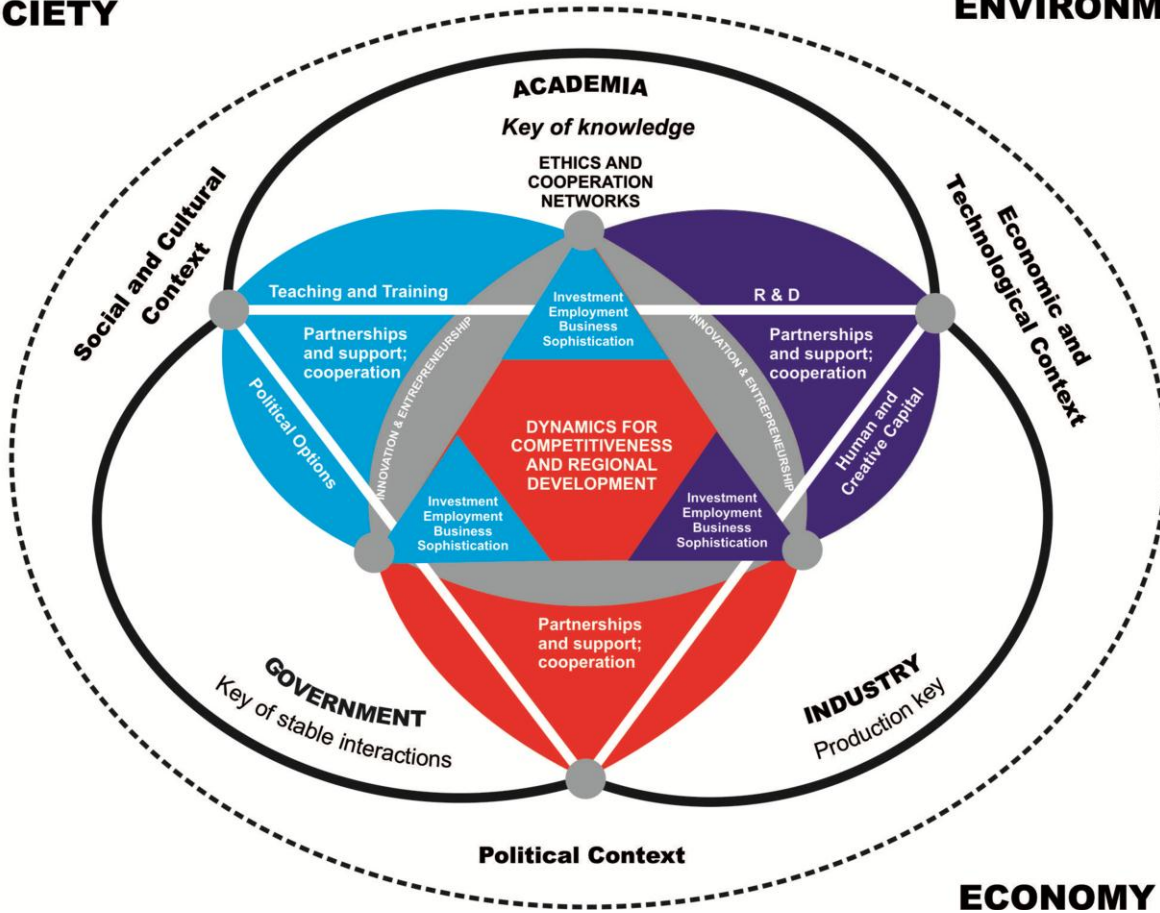 CIETY
ENVIRONM
ACADEMIA
Key of knowledge
ETHICS AND
COOPERATION
NETWORKS
Social and Cultural
Context
Economic and
Technological Context
Teaching and Training
R & D
Investment
Employment
Business
Sophistication
Partnerships
and support;
cooperation
Partnerships
and support;
cooperation
INNOVATION & ENTREPRENEURSHIP
INNOVATION & ENTREPRENEURSHIP
Political Options
Human and
Creative Capital
DYNAMICS FOR
COMPETITIVENESS
AND REGIONAL
DEVELOPMENT
Investment
Employment
Business
Sophistication
Investment
Employment
Business
Sophistication
Partnerships
and support;
cooperation
GOVERNMENT
Key of stable interactions
INDUSTRY
Production key
Political Context
ECONOMY